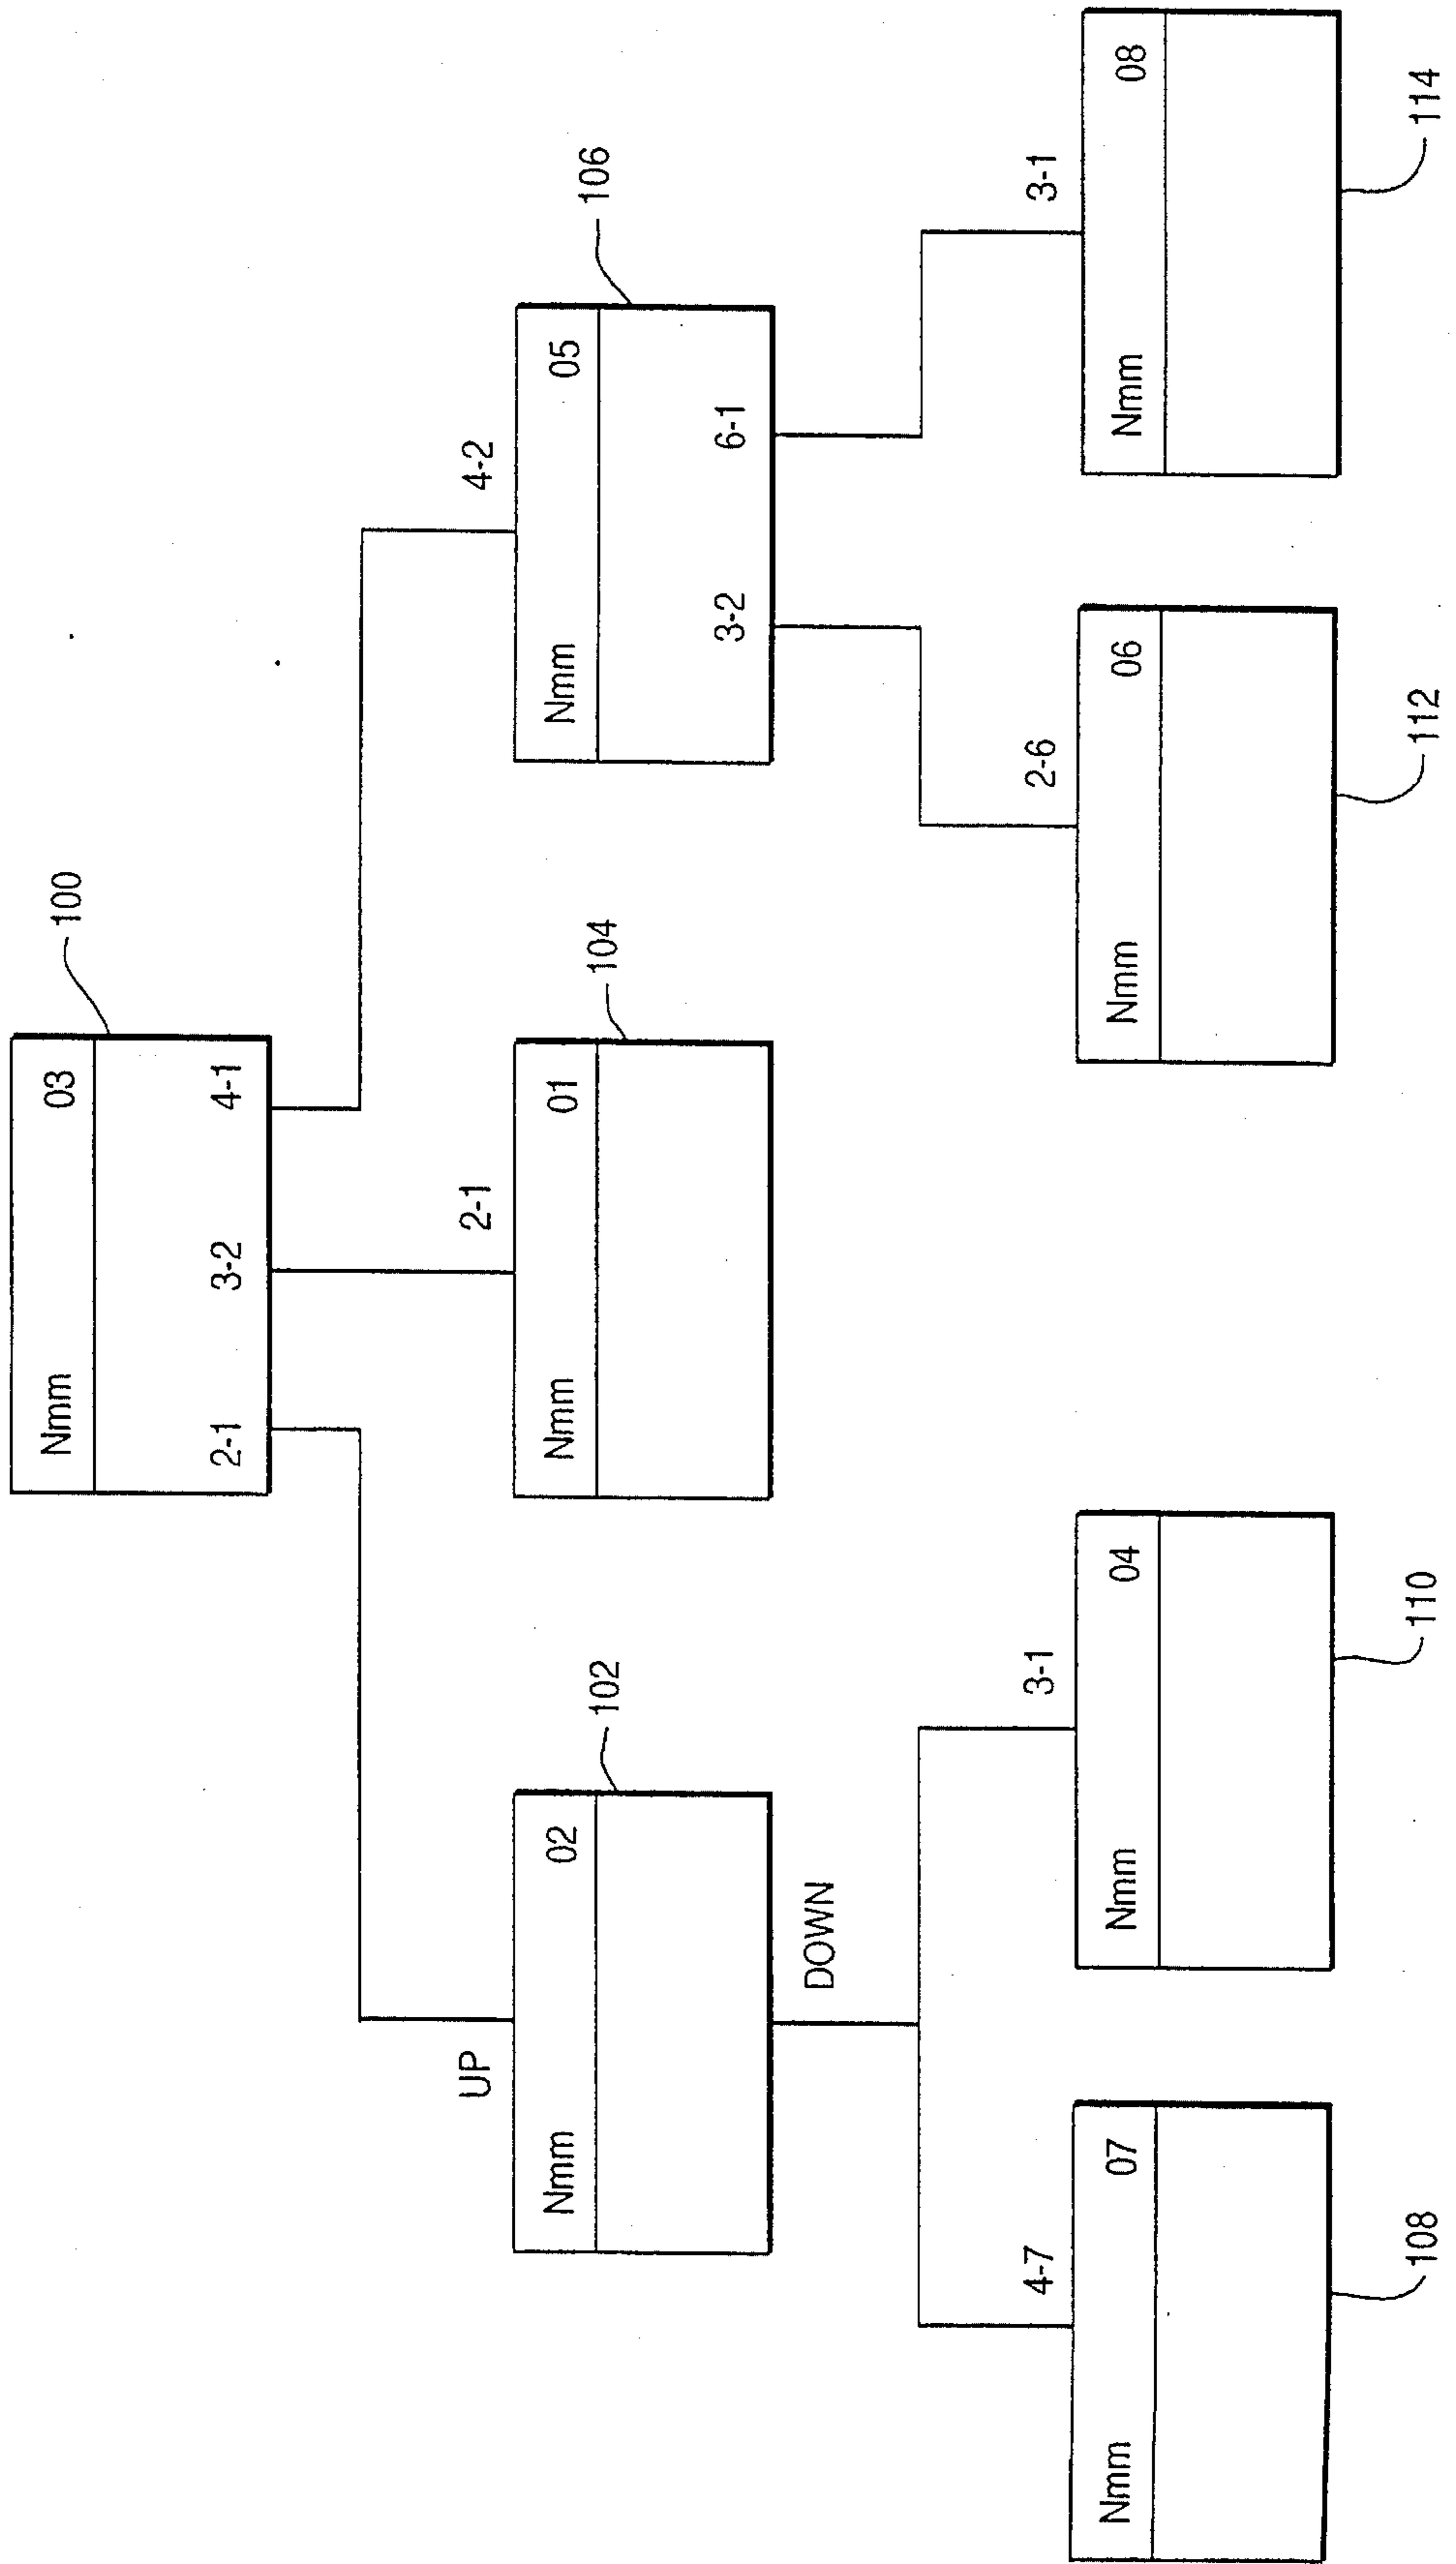 Nmm 03
100
2-1 3-2 4-1
UP
2-1
4-2
Nmm 02
102
Nmm 01
104
Nmm 05
106
3-2 6-1
DOWN
4-7
3-1
2-6
3-1
Nmm 07
Nmm 04
Nmm 06
Nmm 08
108
110
112
114